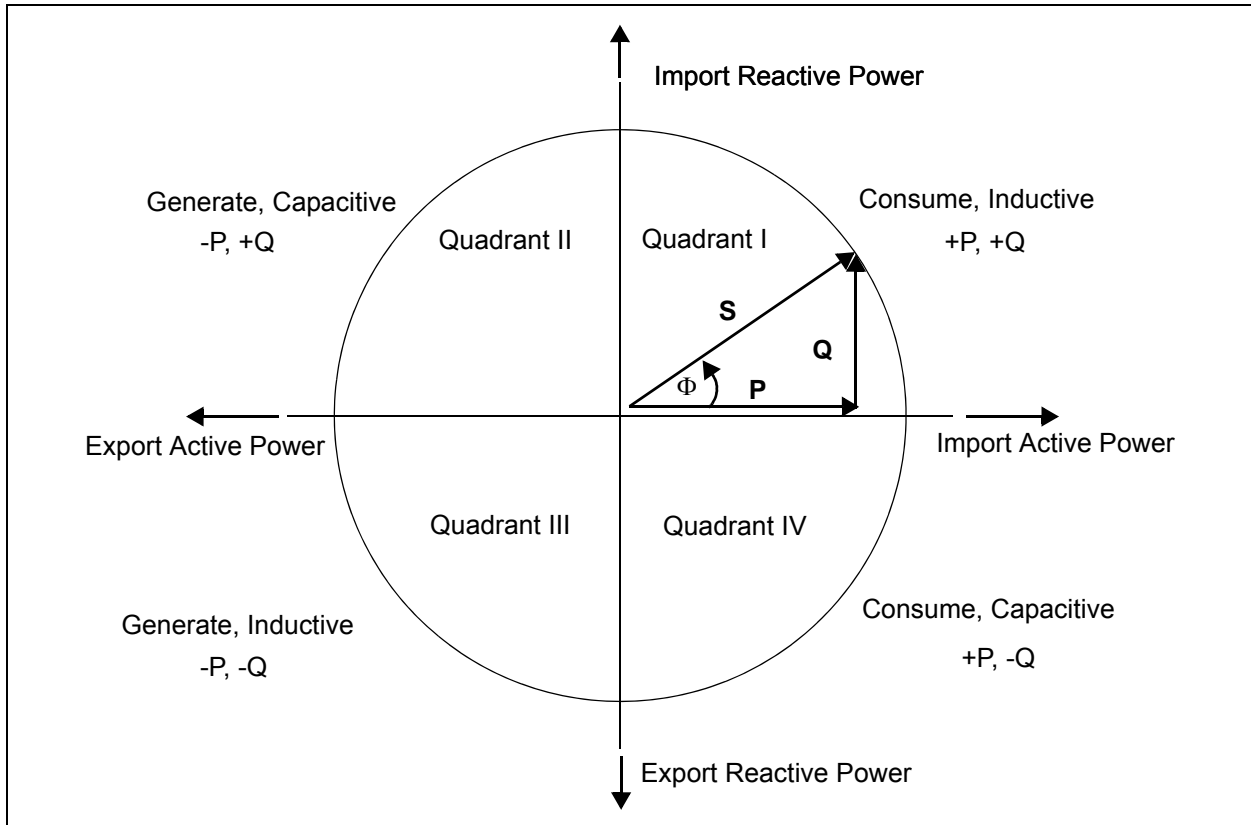 Import Reactive Power
Generate, Capacitive
-P, +Q
Quadrant II
Quadrant I
Consume, Inductive
+P, +Q
S
Q
Φ
P
Export Active Power
Import Active Power
Quadrant III
Quadrant IV
Generate, Inductive
-P, -Q
Consume, Capacitive
+P, -Q
Export Reactive Power